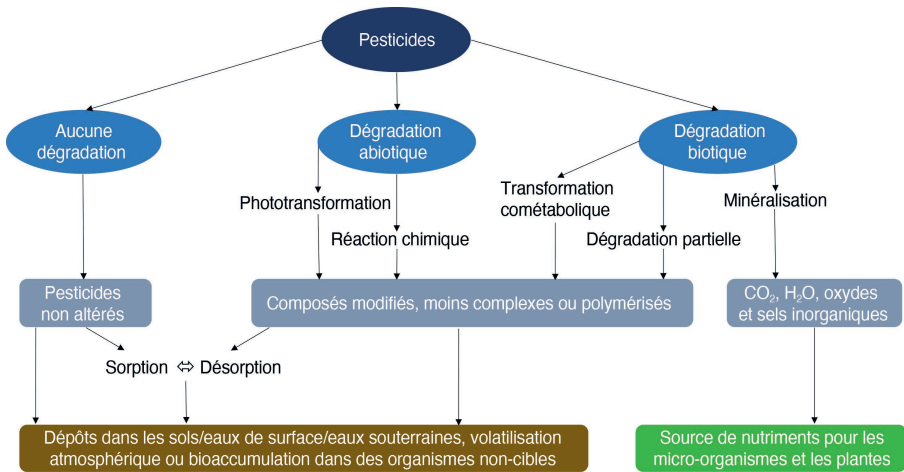 Pesticides
Aucune
dégradation
Dégradation
abiotique
Dégradation
biotique
Phototransformation
Réaction chimique
Transformation
cométabolique
Dégradation partielle
Minéralisation
Pesticides
non altérés
Composés modifiés, moins complexes ou polymérisés
CO₂, H₂O, oxydes
et sels inorganiques
Sorption ⇔ Désorption
Dépôts dans les sols/eaux de surface/eaux souterraines, volatilisation
atmosphérique ou bioaccumulation dans des organismes non-cibles
Source de nutriments pour les
micro-organismes et les plantes